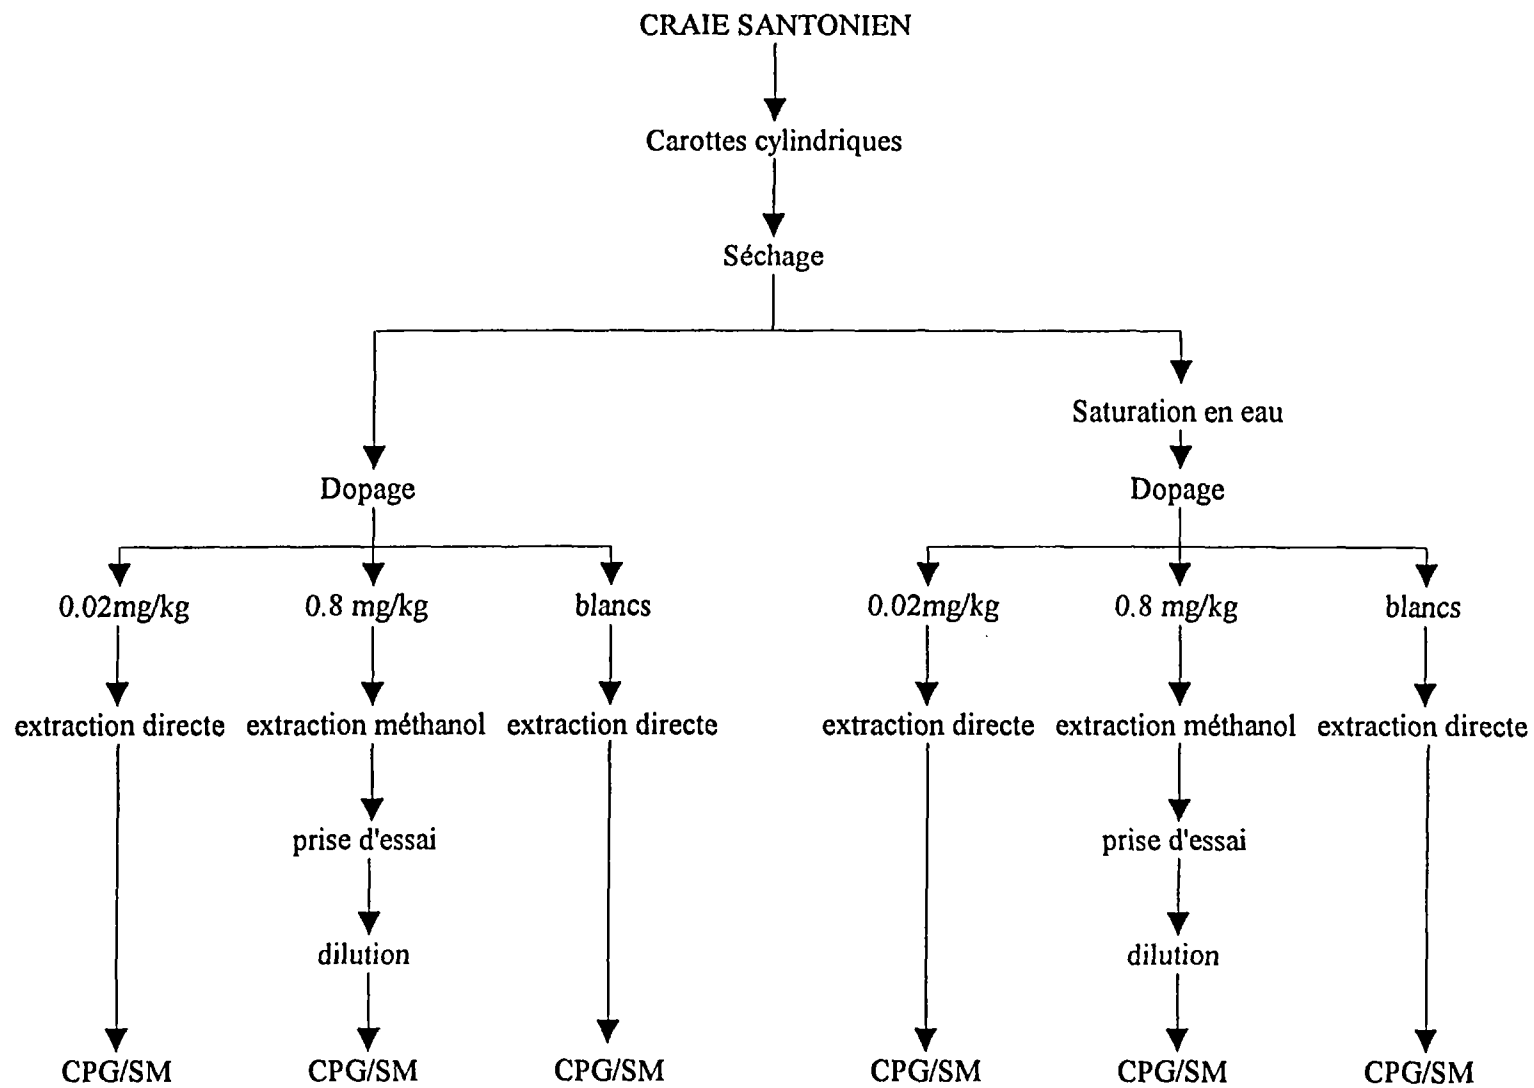 CRAIE SANTONIEN
Carottes cylindriques
Séchage
Saturation en eau
Dopage
Dopage
0.02mg/kg
0.8 mg/kg
blancs
0.02mg/kg
0.8 mg/kg
blancs
extraction directe
extraction méthanol
extraction directe
extraction directe
extraction méthanol
extraction directe
prise d'essai
prise d'essai
dilution
dilution
CPG/SM
CPG/SM
CPG/SM
CPG/SM
CPG/SM
CPG/SM